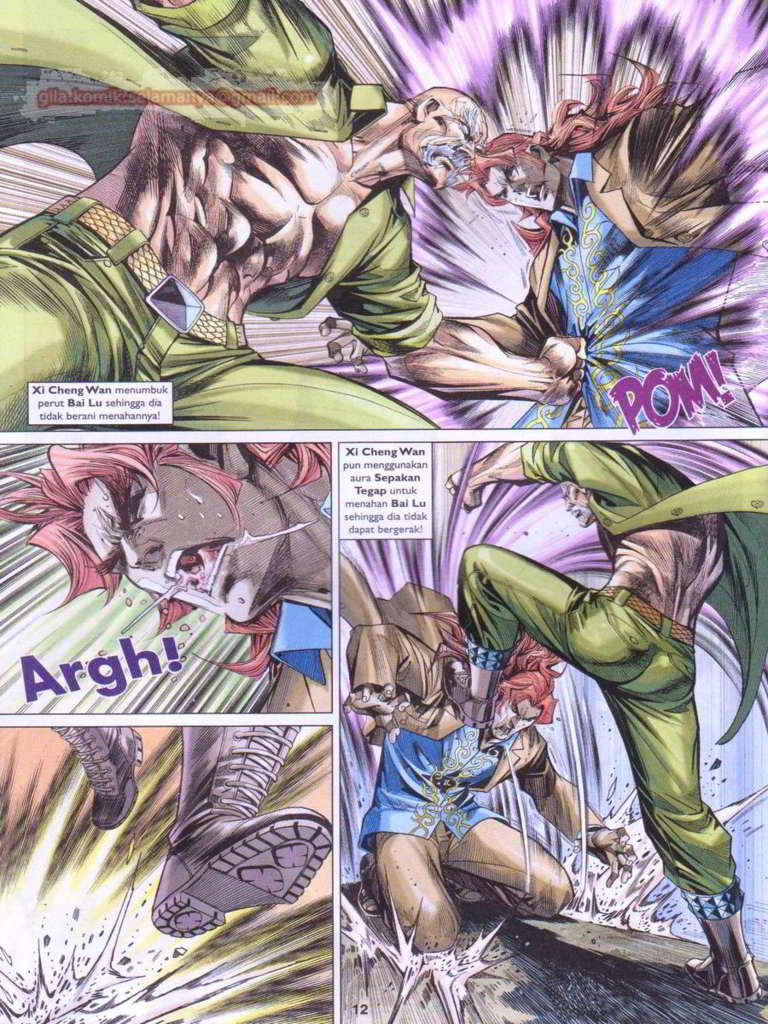 gila.komik.selamanya@gmail.com
Xi Cheng Wan menumbuk
perut Bai Lu sehingga dia
tidak berani menahannya!
POM!
Argh!
Xi Cheng Wan
pun menggunakan
aura Sepakan
Tegap untuk
menahan Bai Lu
sehingga dia tidak
dapat bergerak!
12